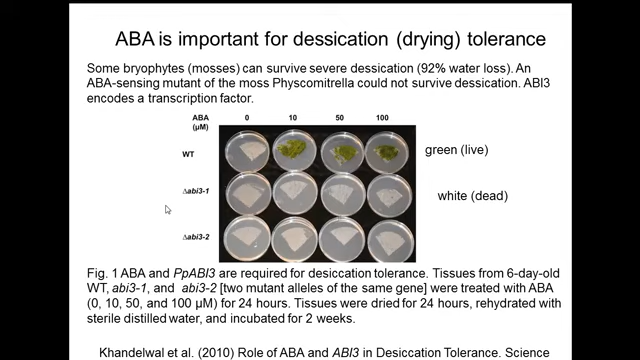 ABA is important for dessication (drying) tolerance
Some bryophytes (mosses) can survive severe dessication (92% water loss). An
ABA-sensing mutant of the moss Physcomitrella could not survive dessication. ABI3
encodes a transcription factor.
ABA 0 10 50 100
(µM)
WT
green (live)
Δabi3-1
white (dead)
Δabi3-2
Fig. 1 ABA and PpABI3 are required for desiccation tolerance. Tissues from 6-day-old
WT, abi3-1, and abi3-2 [two mutant alleles of the same gene] were treated with ABA
(0, 10, 50, and 100 µM) for 24 hours. Tissues were dried for 24 hours, rehydrated with
sterile distilled water, and incubated for 2 weeks.
Khandelwal et al. (2010) Role of ABA and ABI3 in Desiccation Tolerance. Science